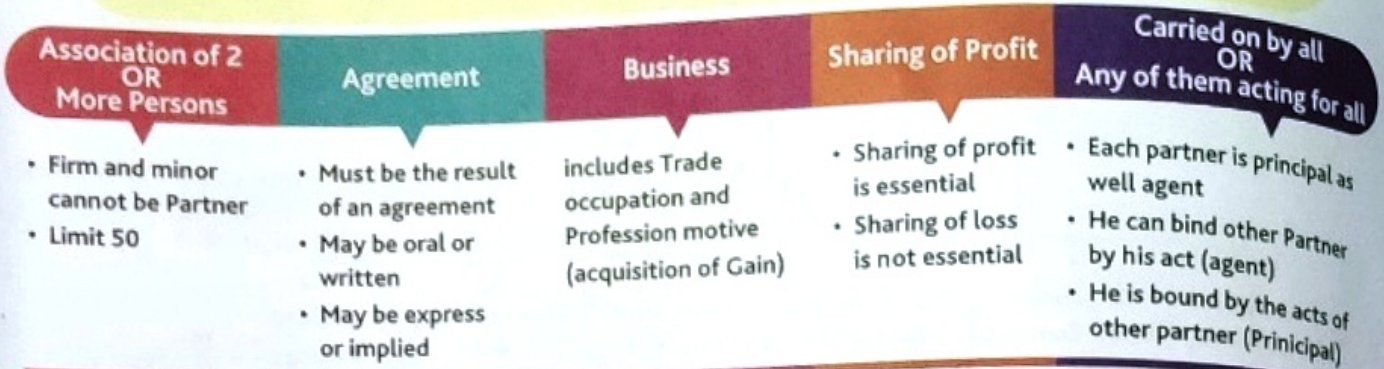 Association of 2
OR
More Persons
• Firm and minor
cannot be Partner
• Limit 50
Agreement
• Must be the result
of an agreement
• May be oral or
written
• May be express
or implied
Business
includes Trade
occupation and
Profession motive
(acquisition of Gain)
Sharing of Profit
• Sharing of profit
is essential
• Sharing of loss
is not essential
Carried on by all
OR
Any of them acting for all
• Each partner is principal as
well agent
• He can bind other Partner
by his act (agent)
• He is bound by the acts of
other partner (Prinicipal)